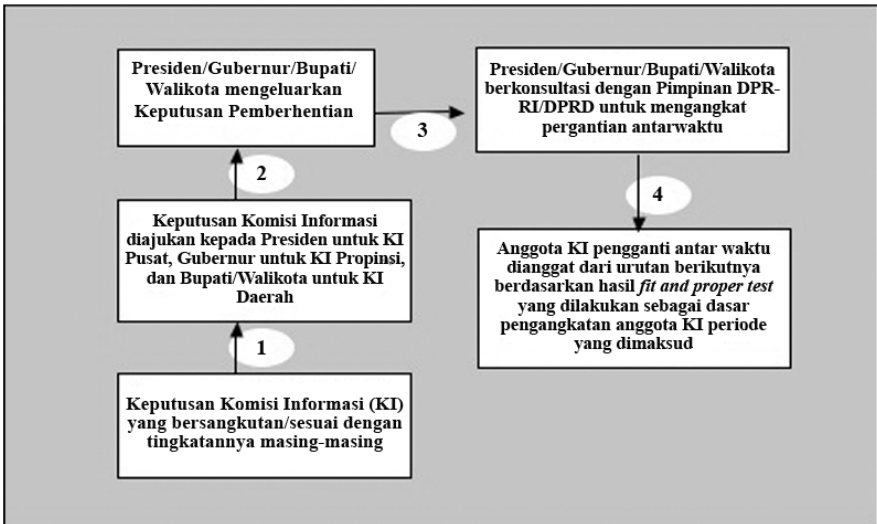 Presiden/Gubernur/Bupati/
Walikota mengeluarkan
Keputusan Pemberhentian
3
Presiden/Gubernur/Bupati/Walikota
berkonsultasi dengan Pimpinan DPR-
RI/DPRD untuk mengangkat
pergantian antarwaktu
2
4
Keputusan Komisi Informasi
diajukan kepada Presiden untuk KI
Pusat, Gubernur untuk KI Propinsi,
dan Bupati/Walikota untuk KI
Daerah
Anggota KI pengganti antar waktu
dianggat dari urutan berikutnya
berdasarkan hasil fit and proper test
yang dilakukan sebagai dasar
pengangkatan anggota KI periode
yang dimaksud
1
Keputusan Komisi Informasi (KI)
yang bersangkutan/sesuai dengan
tingkatannya masing-masing